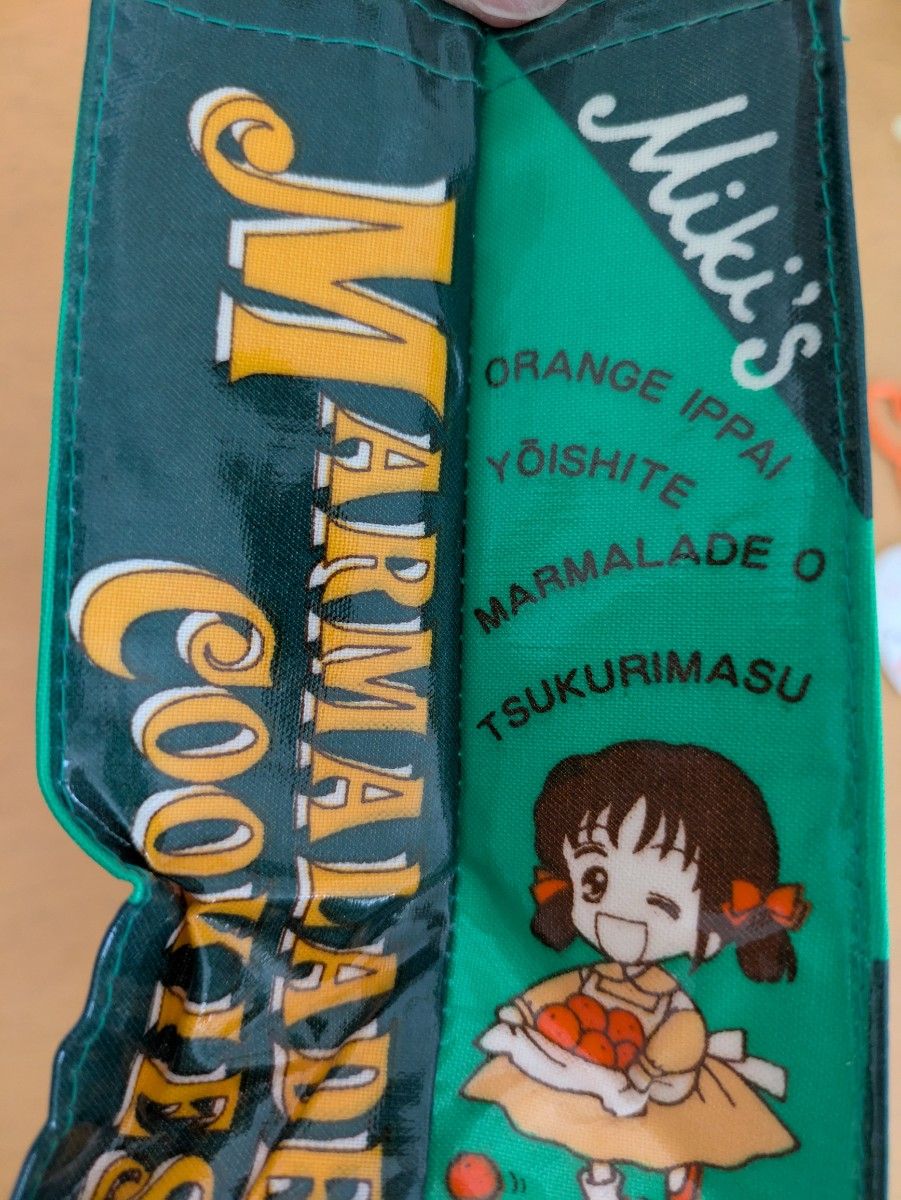 MARMALADE
COOKIES
Miki's
ORANGE IPPAI
YŌISHITE
MARMALADE O
TSUKURIMASU